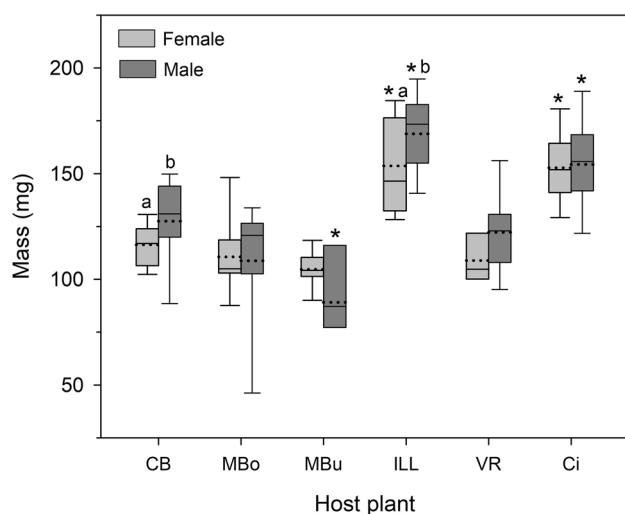 Female
Male
Mass (mg)
200
150
100
50
a
b
*
* a
* b
*
*
CB
MBo
MBu
ILL
VR
Ci
Host plant